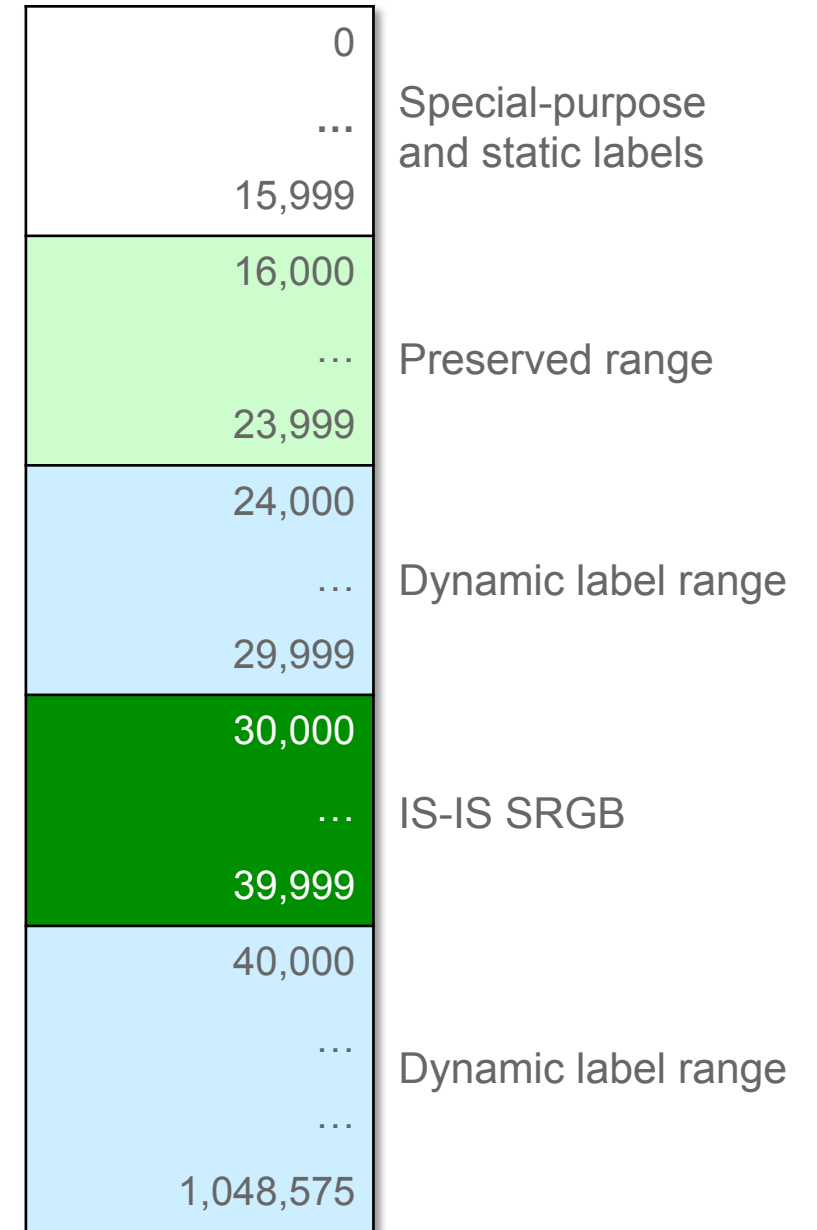 0
...
15,999
Special-purpose
and static labels
16,000
...
23,999
Preserved range
24,000
...
29,999
Dynamic label range
30,000
...
39,999
IS-IS SRGB
40,000
...
...
1,048,575
Dynamic label range